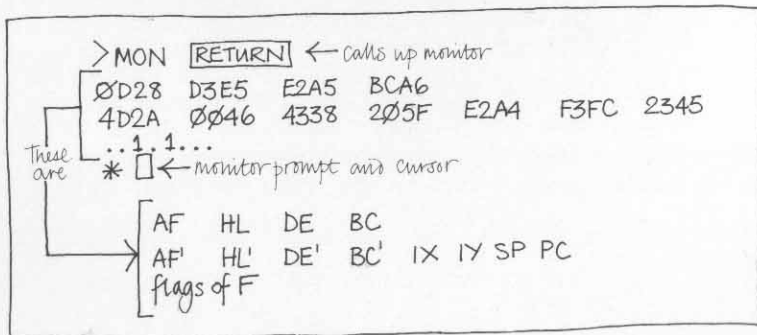 >MON RETURN ← calls up monitor
ØD28 D3E5 E2A5 BCA6
4D2A ØØ46 4338 2Ø5F E2A4 F3FC 2345
..1.1...
These are
* ← monitor prompt and cursor
AF HL DE BC
AF' HL' DE' BC' IX IY SP PC
flags of F